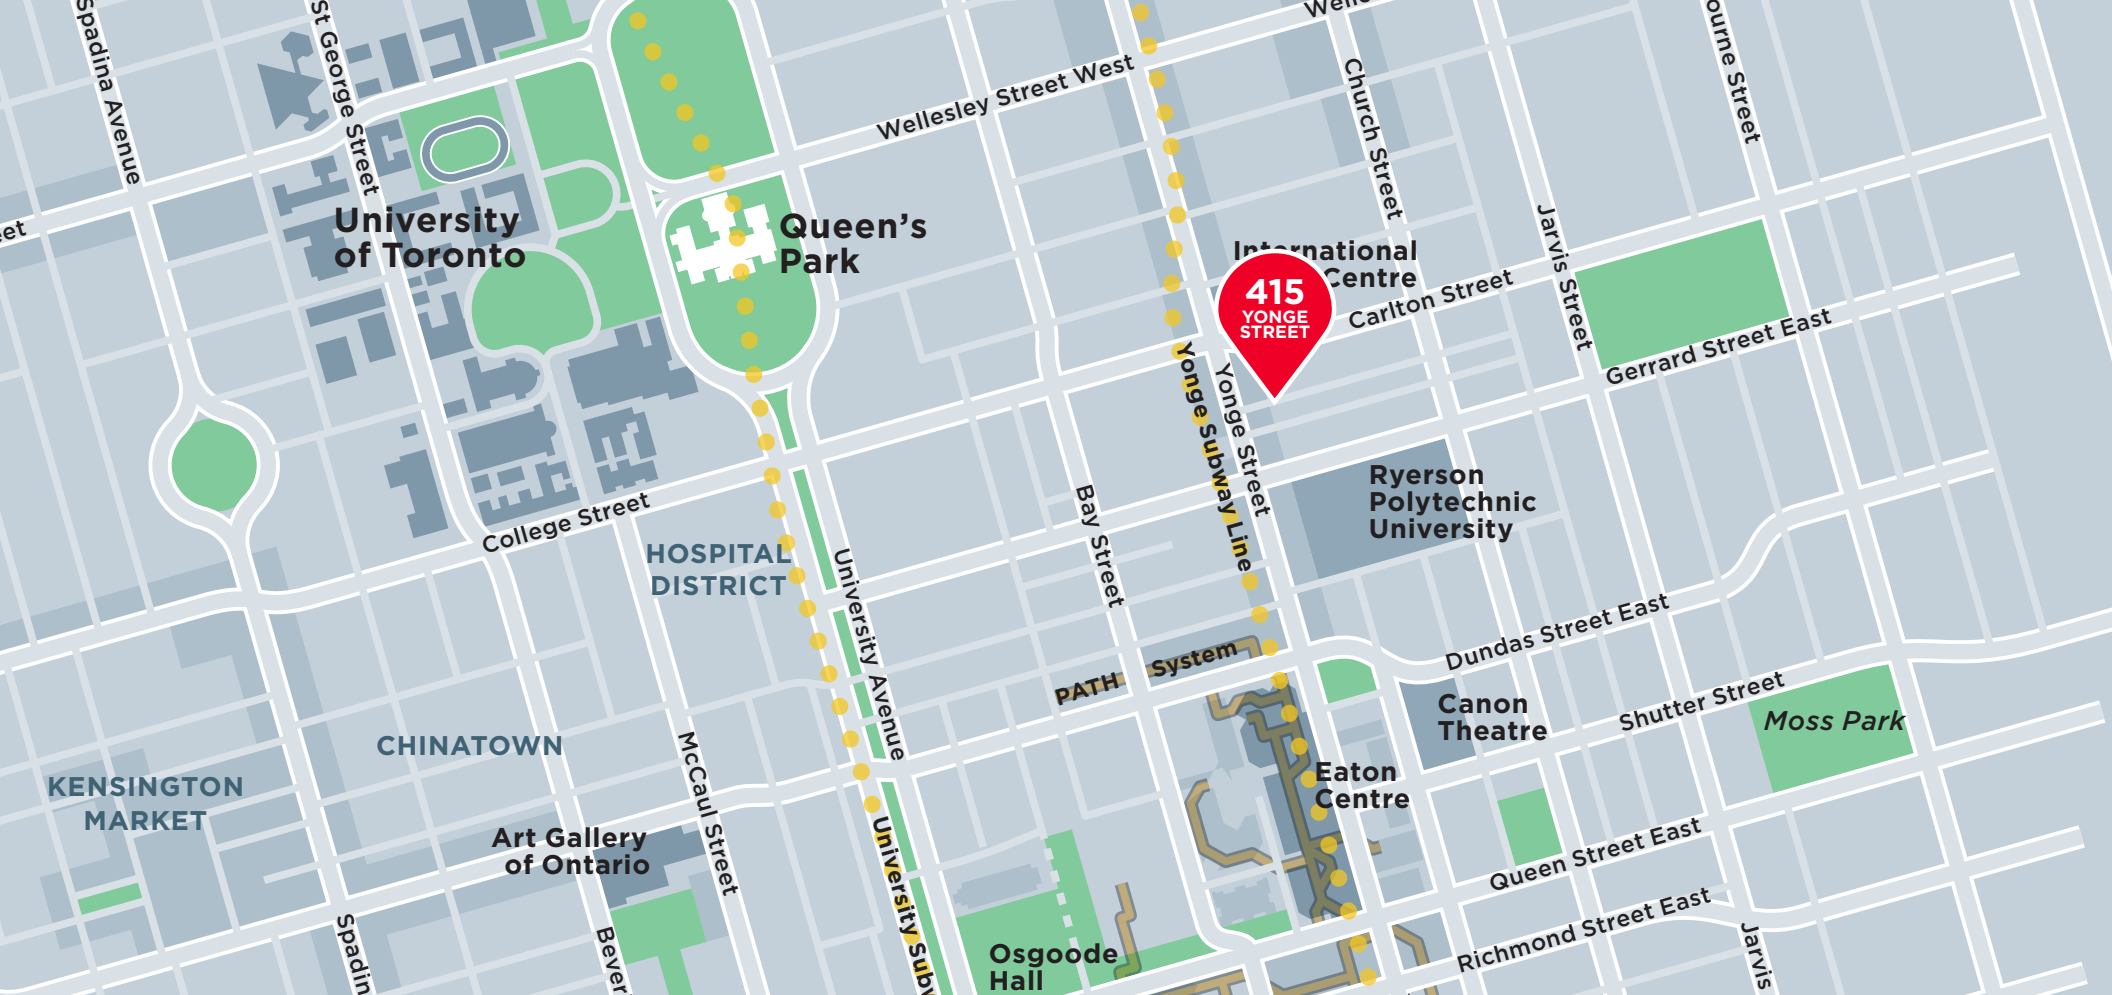 Spadina Avenue
St George Street
Wellesley Street West
Church Street
University
of Toronto
Queen's
Park
International
Centre
415
YONGE
STREET
Carlton Street
Jarvis Street
Gerrard Street East
Yonge Subway Line
Yonge Street
Ryerson
Polytechnic
University
College Street
HOSPITAL
DISTRICT
University Avenue
Bay Street
PATH System
Dundas Street East
Canon
Theatre
Shutter Street
Moss Park
CHINATOWN
KENSINGTON
MARKET
McCaul Street
Eaton
Centre
Art Gallery
of Ontario
Queen Street East
Richmond Street East
Osgoode
Hall
Jarvis